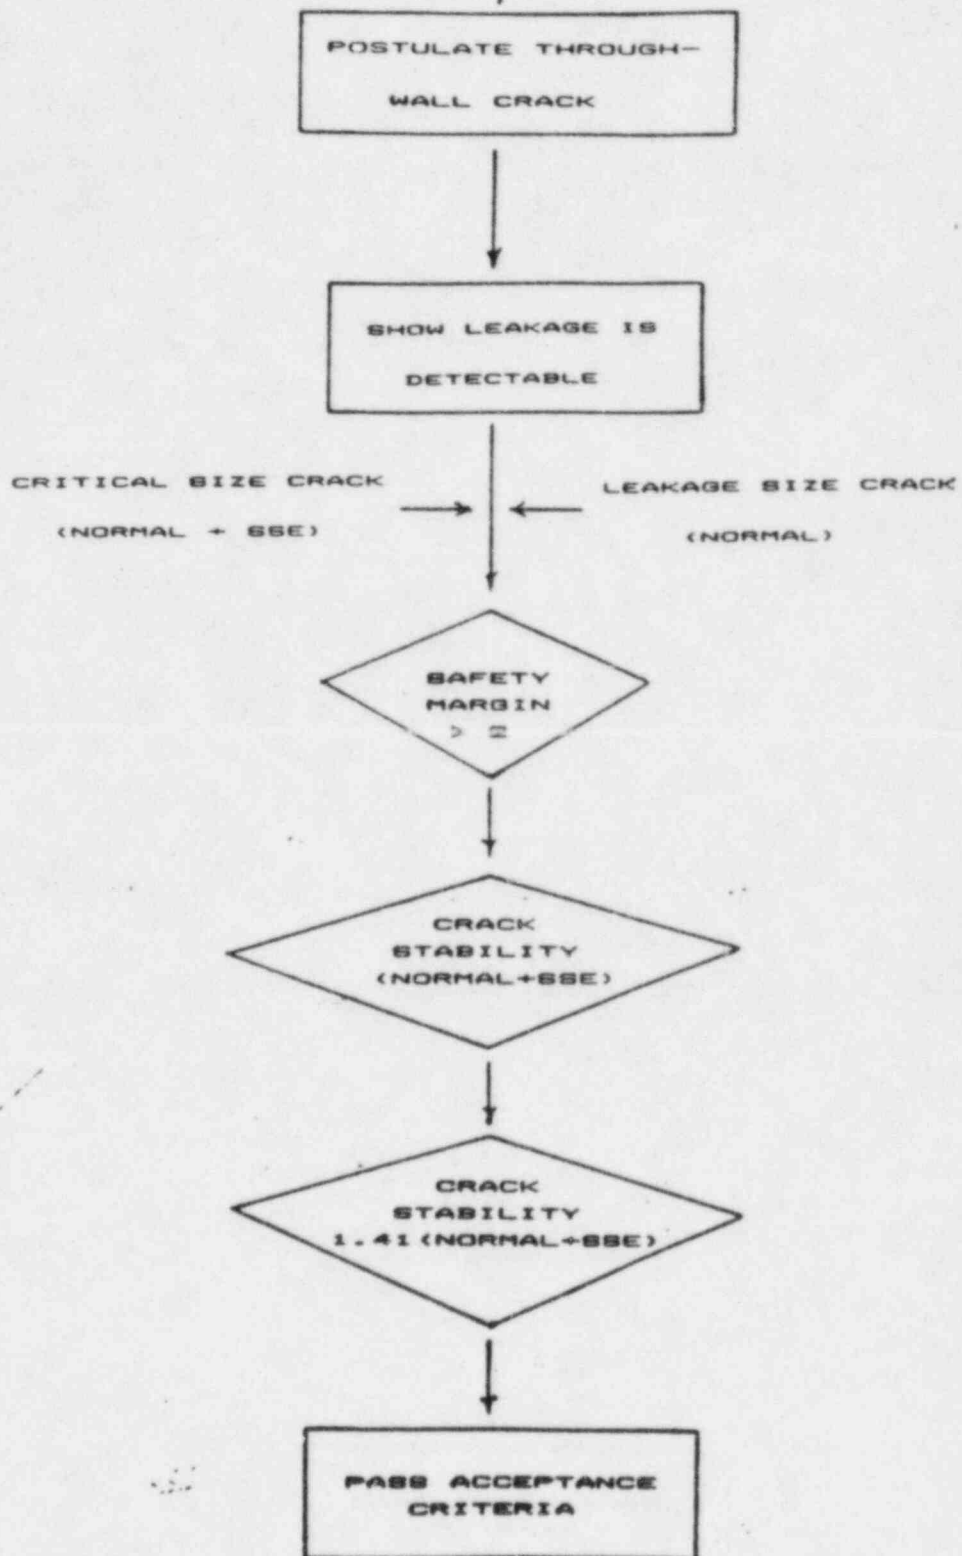 POSTULATE THROUGH-
WALL CRACK
SHOW LEAKAGE IS
DETECTABLE
CRITICAL SIZE CRACK
(NORMAL + SSE)
LEAKAGE SIZE CRACK
(NORMAL)
SAFETY
MARGIN
> 2
CRACK
STABILITY
(NORMAL+SSE)
CRACK
STABILITY
1.41(NORMAL+SSE)
PASS ACCEPTANCE
CRITERIA